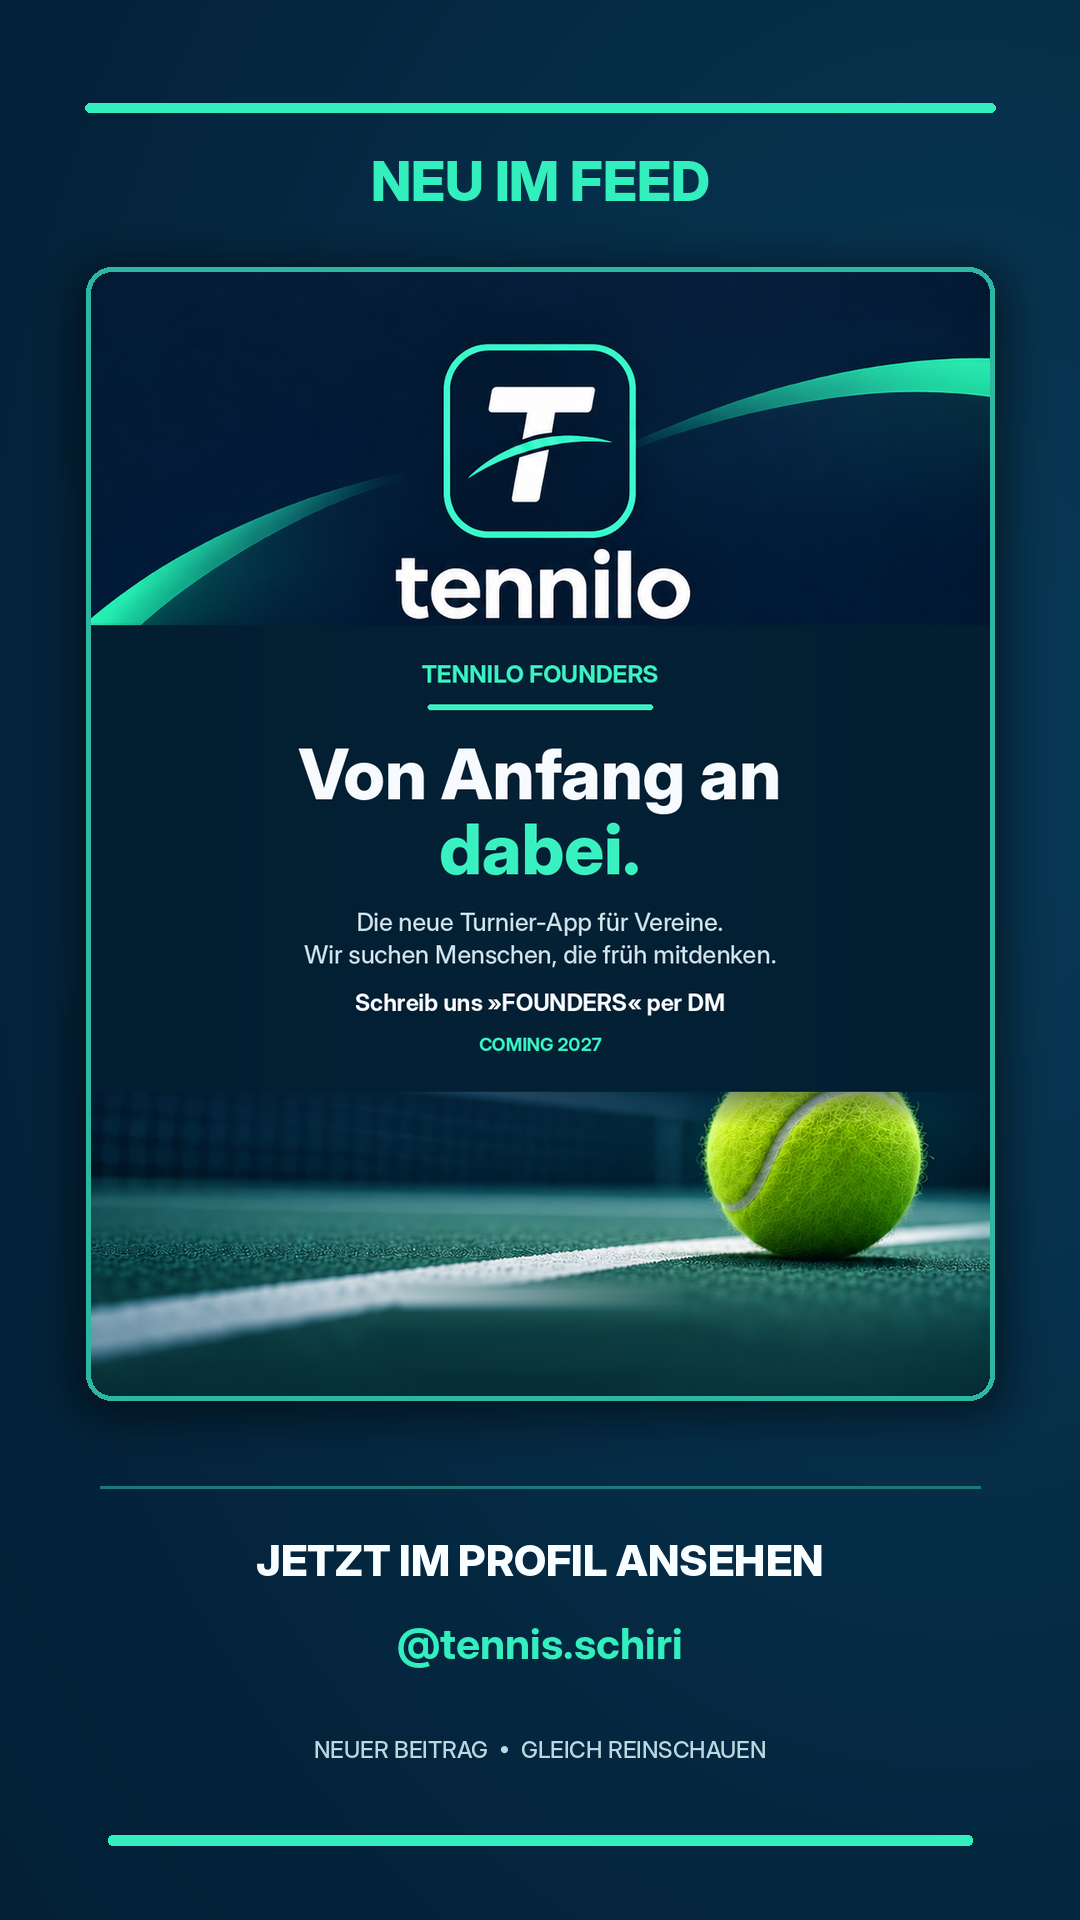 NEU IM FEED
T
tennilo
TENNILO FOUNDERS
Von Anfang an
dabei.
Die neue Turnier-App für Vereine.
Wir suchen Menschen, die früh mitdenken.
Schreib uns »FOUNDERS« per DM
COMING 2027
JETZT IM PROFIL ANSEHEN
@tennis.schiri
NEUER BEITRAG • GLEICH REINSCHAUEN